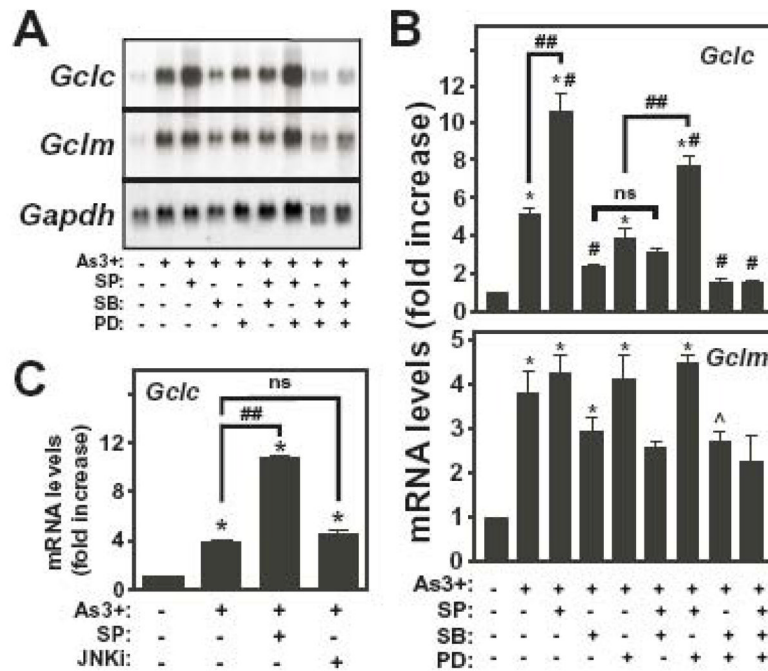 A
Gclc
Gclm
Gapdh
As3+: - + + + + + + + +
SP: - - + - - + + - +
SB: - - - + - + - + +
PD: - - - - + - + + +
B
mRNA levels (fold increase)
Gclc
12
10
8
6
4
2
0
* ## *# # ns * ## *# # #
Gclm
5
4
3
2
1
0
* * * * * ^
As3+: - + + + + + + + +
SP: - - + - - + + - +
SB: - - - + - + - + +
PD: - - - - + - + + +
C
Gclc
mRNA levels
(fold increase)
12
8
4
0
ns
##
* * *
As3+: - + + +
SP: - - + -
JNKi: - - - +